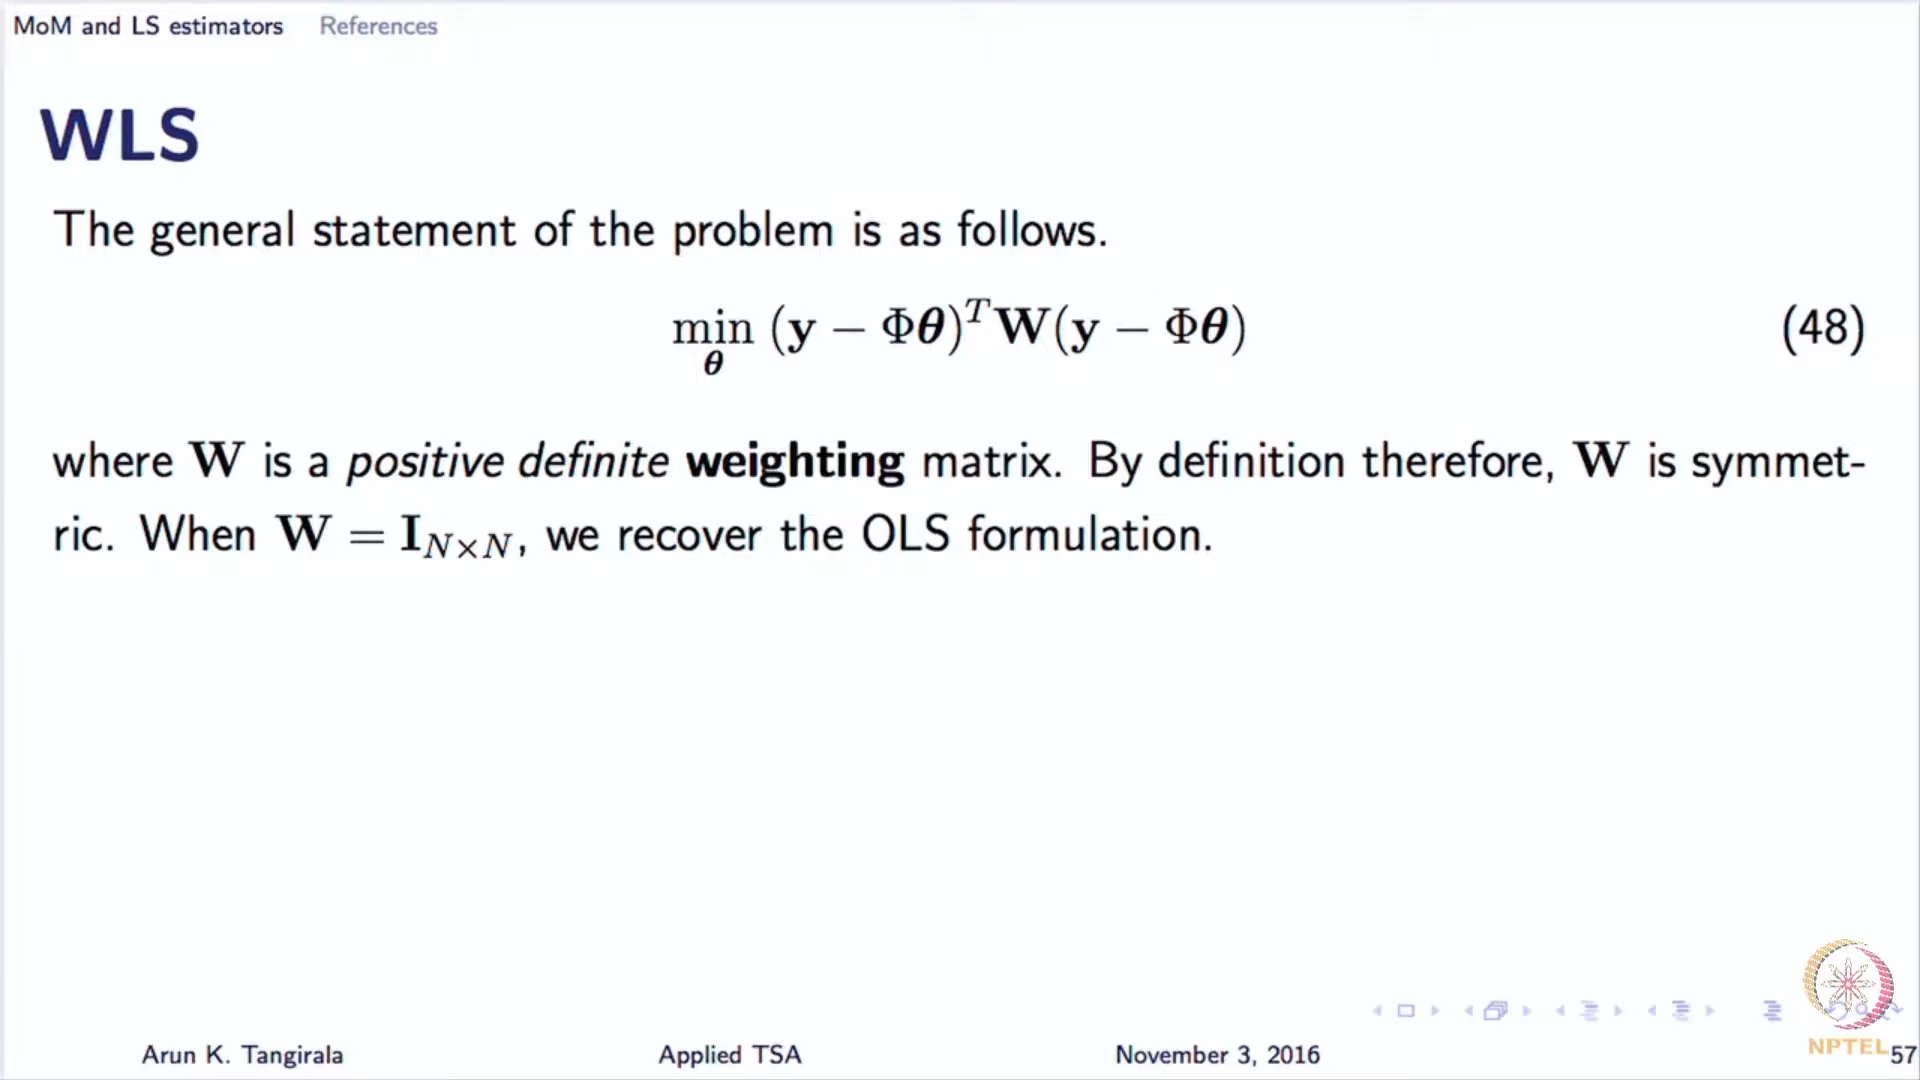 MoM and LS estimators References
WLS
The general statement of the problem is as follows.
min_θ (y − Φθ)^T W(y − Φθ) (48)
where W is a positive definite weighting matrix. By definition therefore, W is symmet-
ric. When W = I_{N×N}, we recover the OLS formulation.
NPTEL
Arun K. Tangirala Applied TSA November 3, 2016 57